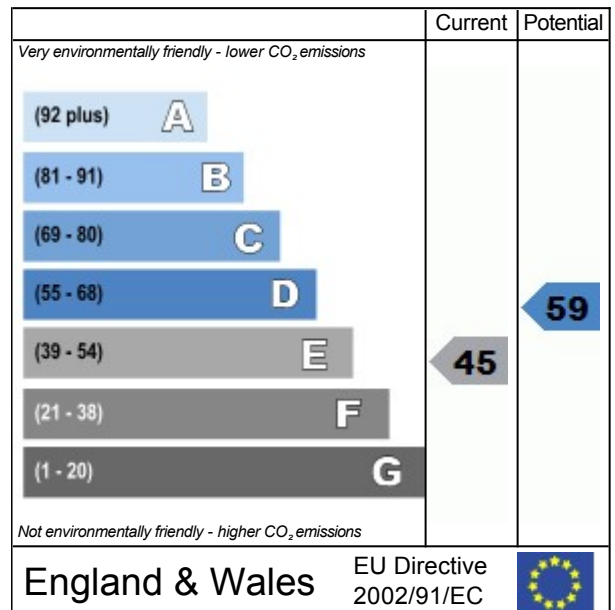 Current Potential
Very environmentally friendly - lower CO₂ emissions
(92 plus) A
(81 - 91) B
(69 - 80) C
(55 - 68) D
59
(39 - 54) E
45
(21 - 38) F
(1 - 20) G
Not environmentally friendly - higher CO₂ emissions
England & Wales
EU Directive
2002/91/EC